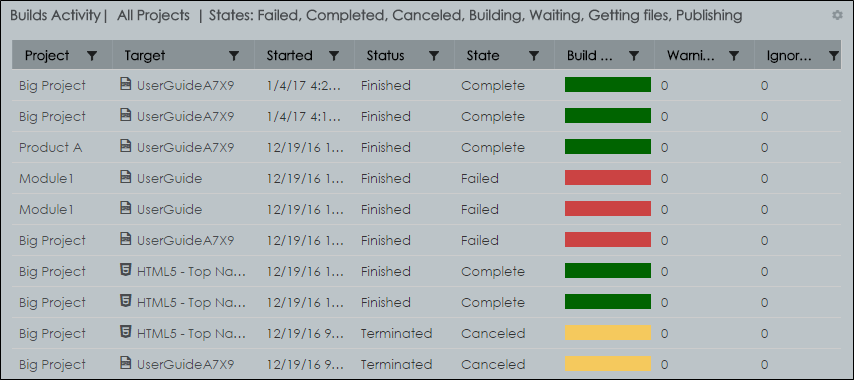 Builds Activity| All Projects | States: Failed, Completed, Canceled, Building, Waiting, Getting files, Publishing
Project Target Started Status State Build ... Warni... Ignor...
Big Project UserGuideA7X9 1/4/17 4:2... Finished Complete 0 0
Big Project UserGuideA7X9 1/4/17 4:1... Finished Complete 0 0
Product A UserGuideA7X9 12/19/16 1... Finished Complete 0 0
Module1 UserGuide 12/19/16 1... Finished Failed 0 0
Module1 UserGuide 12/19/16 1... Finished Failed 0 0
Big Project UserGuideA7X9 12/19/16 1... Finished Failed 0 0
Big Project HTML5 - Top Na... 12/19/16 1... Finished Complete 0 0
Big Project HTML5 - Top Na... 12/19/16 1... Finished Complete 0 0
Big Project HTML5 - Top Na... 12/19/16 9... Terminated Canceled 0 0
Big Project UserGuideA7X9 12/19/16 9... Terminated Canceled 0 0